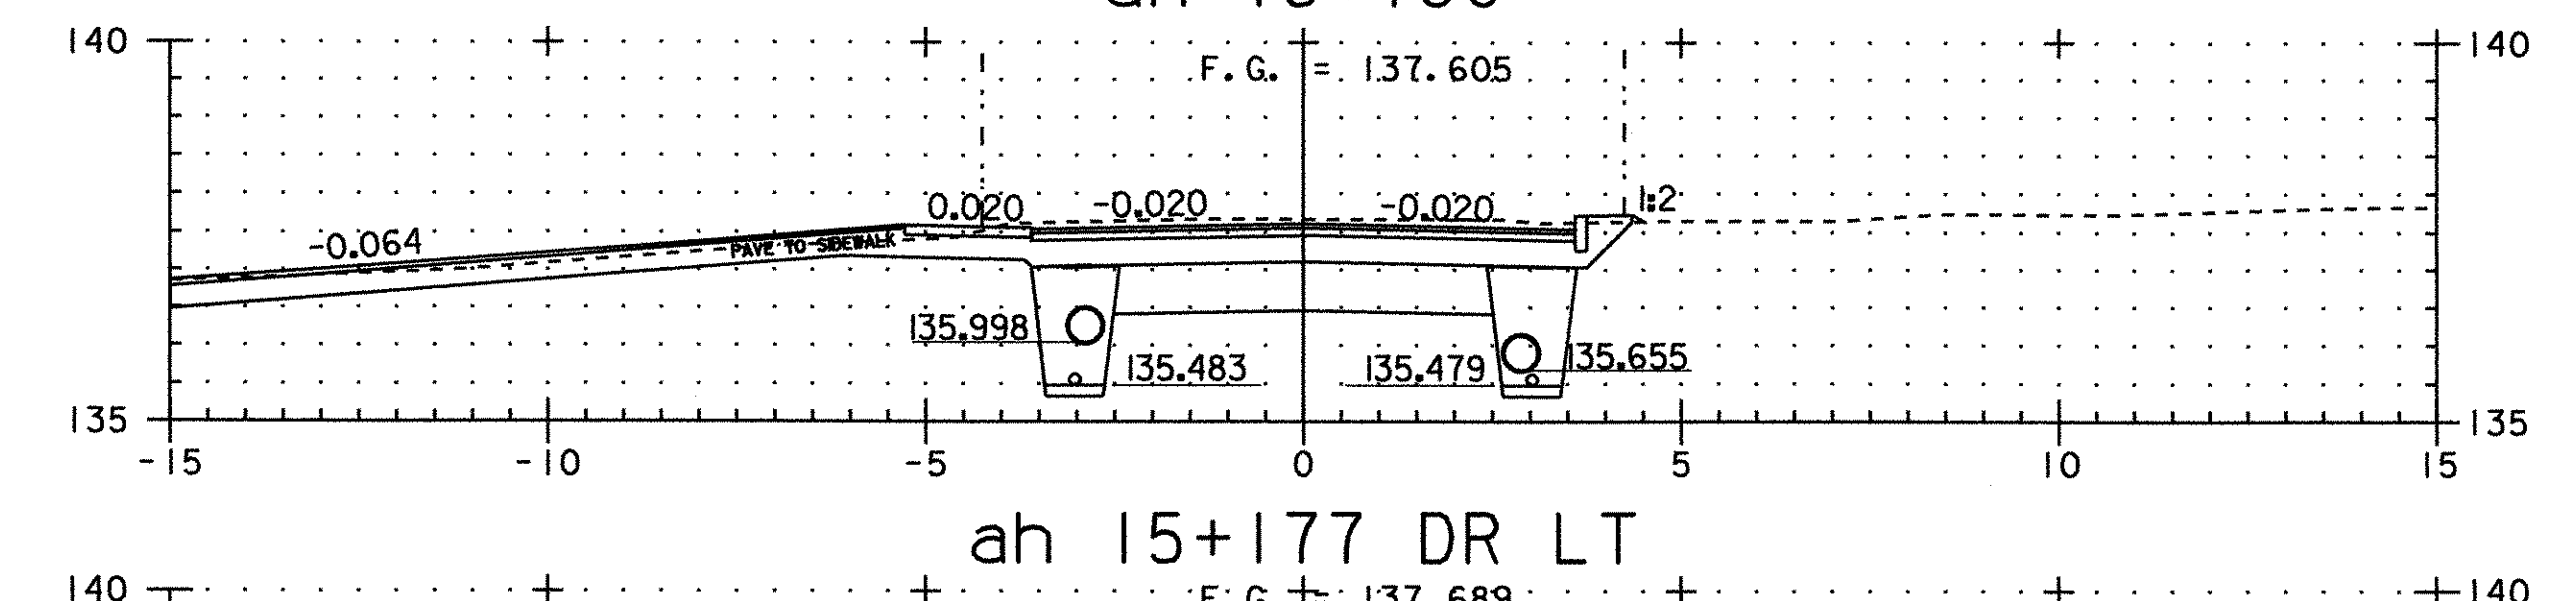 140 F.G. = 137.605 140
-0.064 0.020 -0.020 -0.020 1:2
PAVE TO SIDEWALK
135.998 135.483 135.479 135.655
135 135
-15 -10 -5 0 5 10 15
ah 15+177 DR LT
140 F.G. = 137.689 140